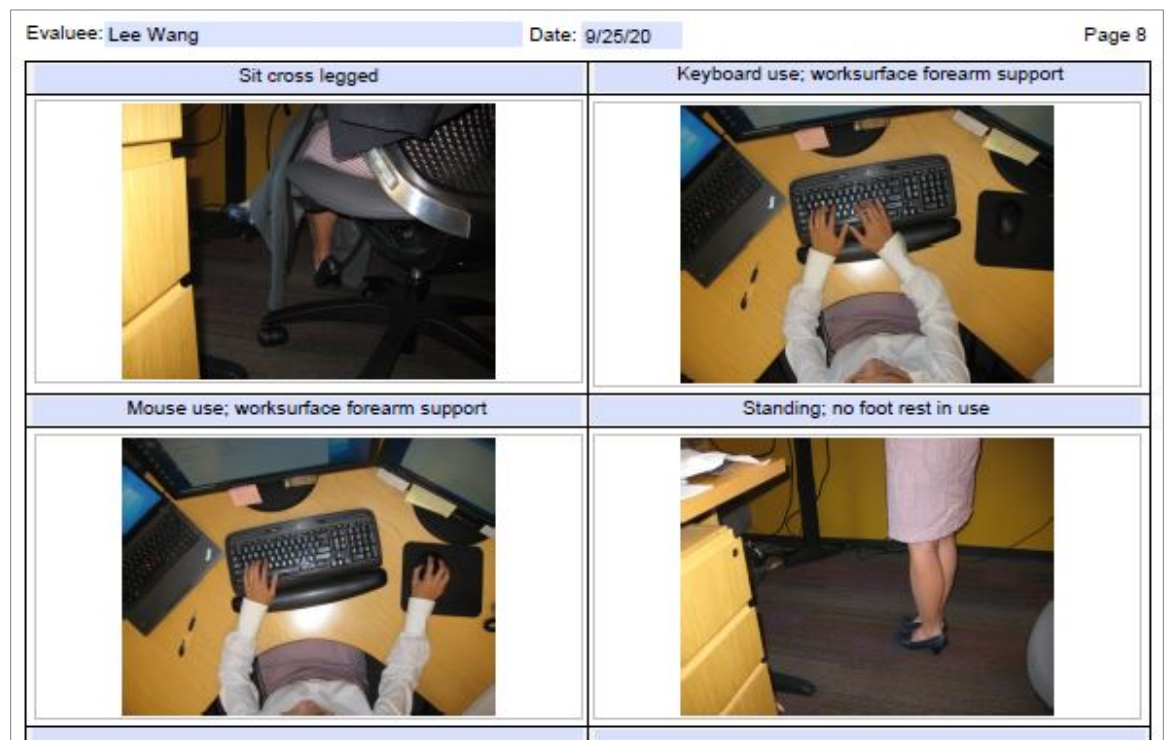 Evaluee: Lee Wang Date: 9/25/20 Page 8
Sit cross legged Keyboard use; worksurface forearm support
Mouse use; worksurface forearm support Standing; no foot rest in use